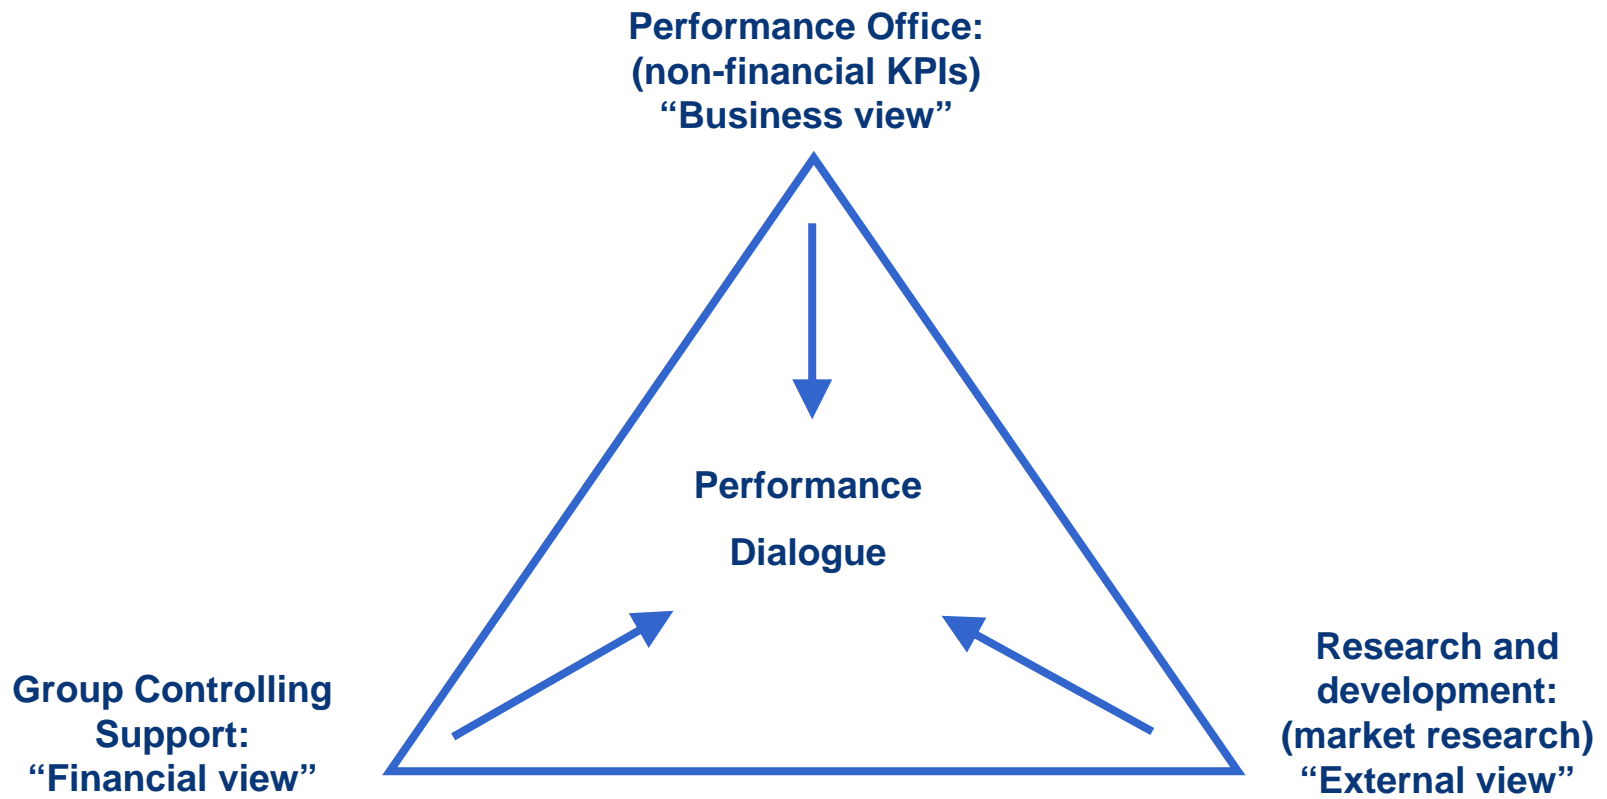 Performance Office:
(non-financial KPIs)
“Business view”
Performance
Dialogue
Group Controlling
Support:
“Financial view”
Research and
development:
(market research)
“External view”